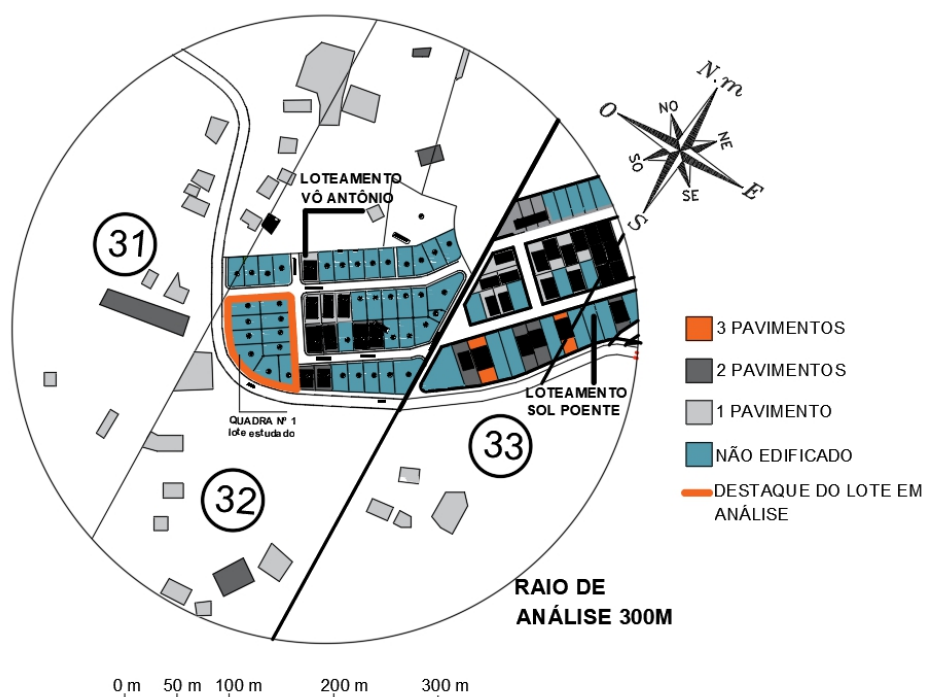 N.m
O
NO
NE
SO
SE
E
S
LOTEAMENTO
VÔ ANTÔNIO
31
3 PAVIMENTOS
2 PAVIMENTOS
1 PAVIMENTO
NÃO EDIFICADO
DESTAQUE DO LOTE EM
ANÁLISE
LOTEAMENTO
SOL POENTE
QUADRA Nº 1
lote estudado
33
32
RAIO DE
ANÁLISE 300M
0 m 50 m 100 m 200 m 300 m